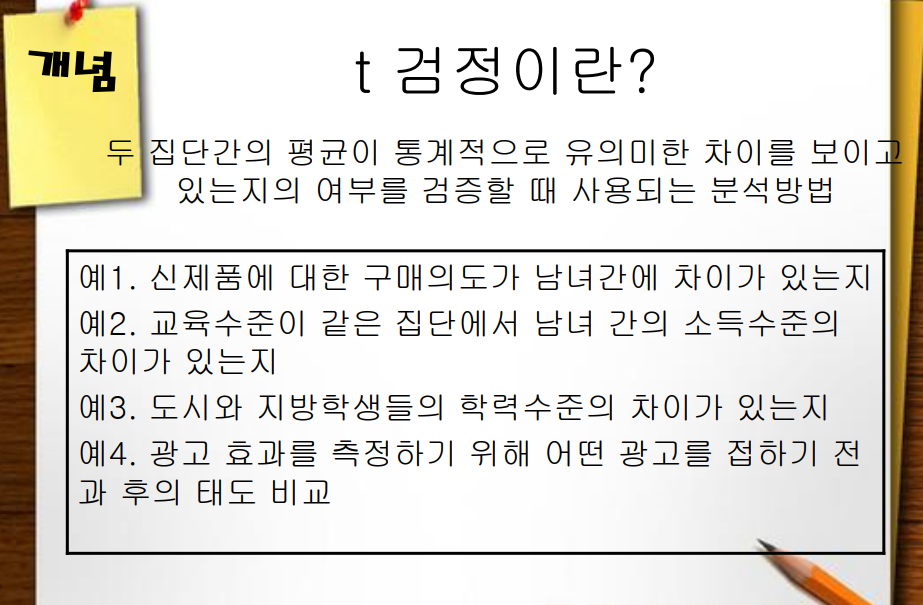 개념
t 검정이란?
두 집단간의 평균이 통계적으로 유의미한 차이를 보이고
있는지의 여부를 검증할 때 사용되는 분석방법
예1. 신제품에 대한 구매의도가 남녀간에 차이가 있는지
예2. 교육수준이 같은 집단에서 남녀 간의 소득수준의
차이가 있는지
예3. 도시와 지방학생들의 학력수준의 차이가 있는지
예4. 광고 효과를 측정하기 위해 어떤 광고를 접하기 전
과 후의 태도 비교